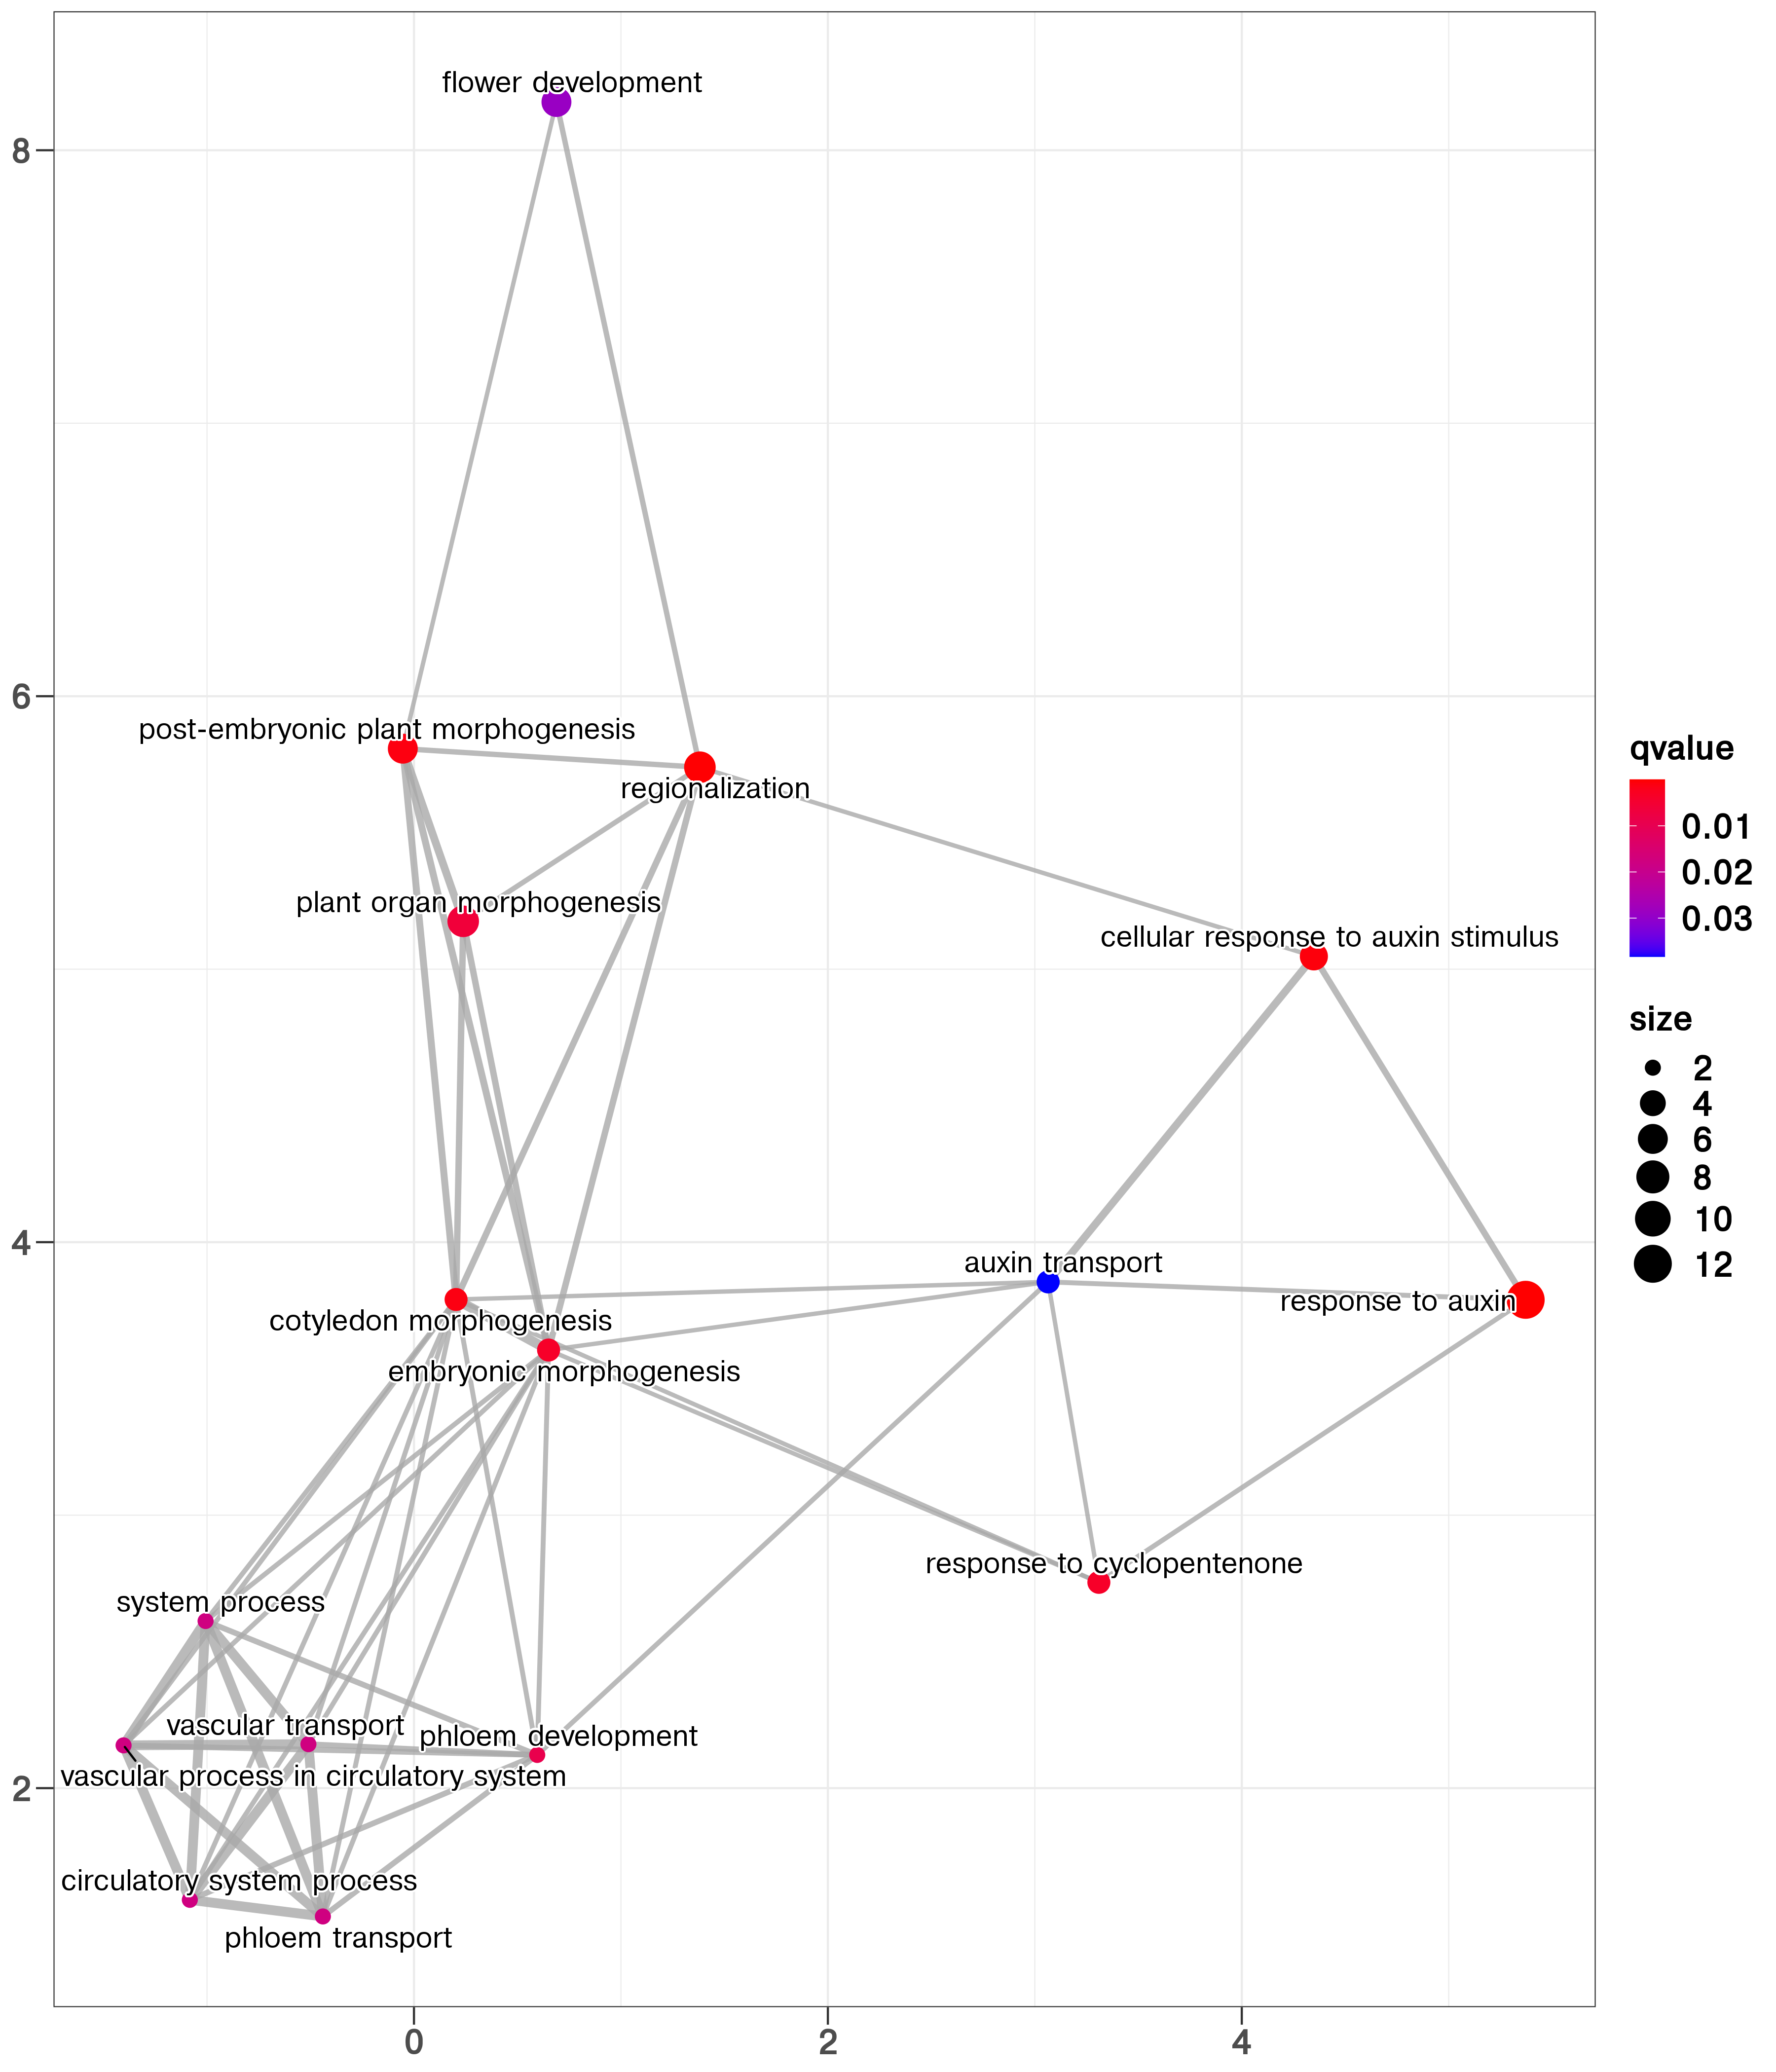 flower development
8
6
post-embryonic plant morphogenesis
regionalization
plant organ morphogenesis
cellular response to auxin stimulus
4
auxin transport
response to auxin
cotyledon morphogenesis
embryonic morphogenesis
response to cyclopentenone
system process
vascular transport
phloem development
vascular process in circulatory system
2
circulatory system process
phloem transport
0
2
4
qvalue
0.01
0.02
0.03
size
2
4
6
8
10
12